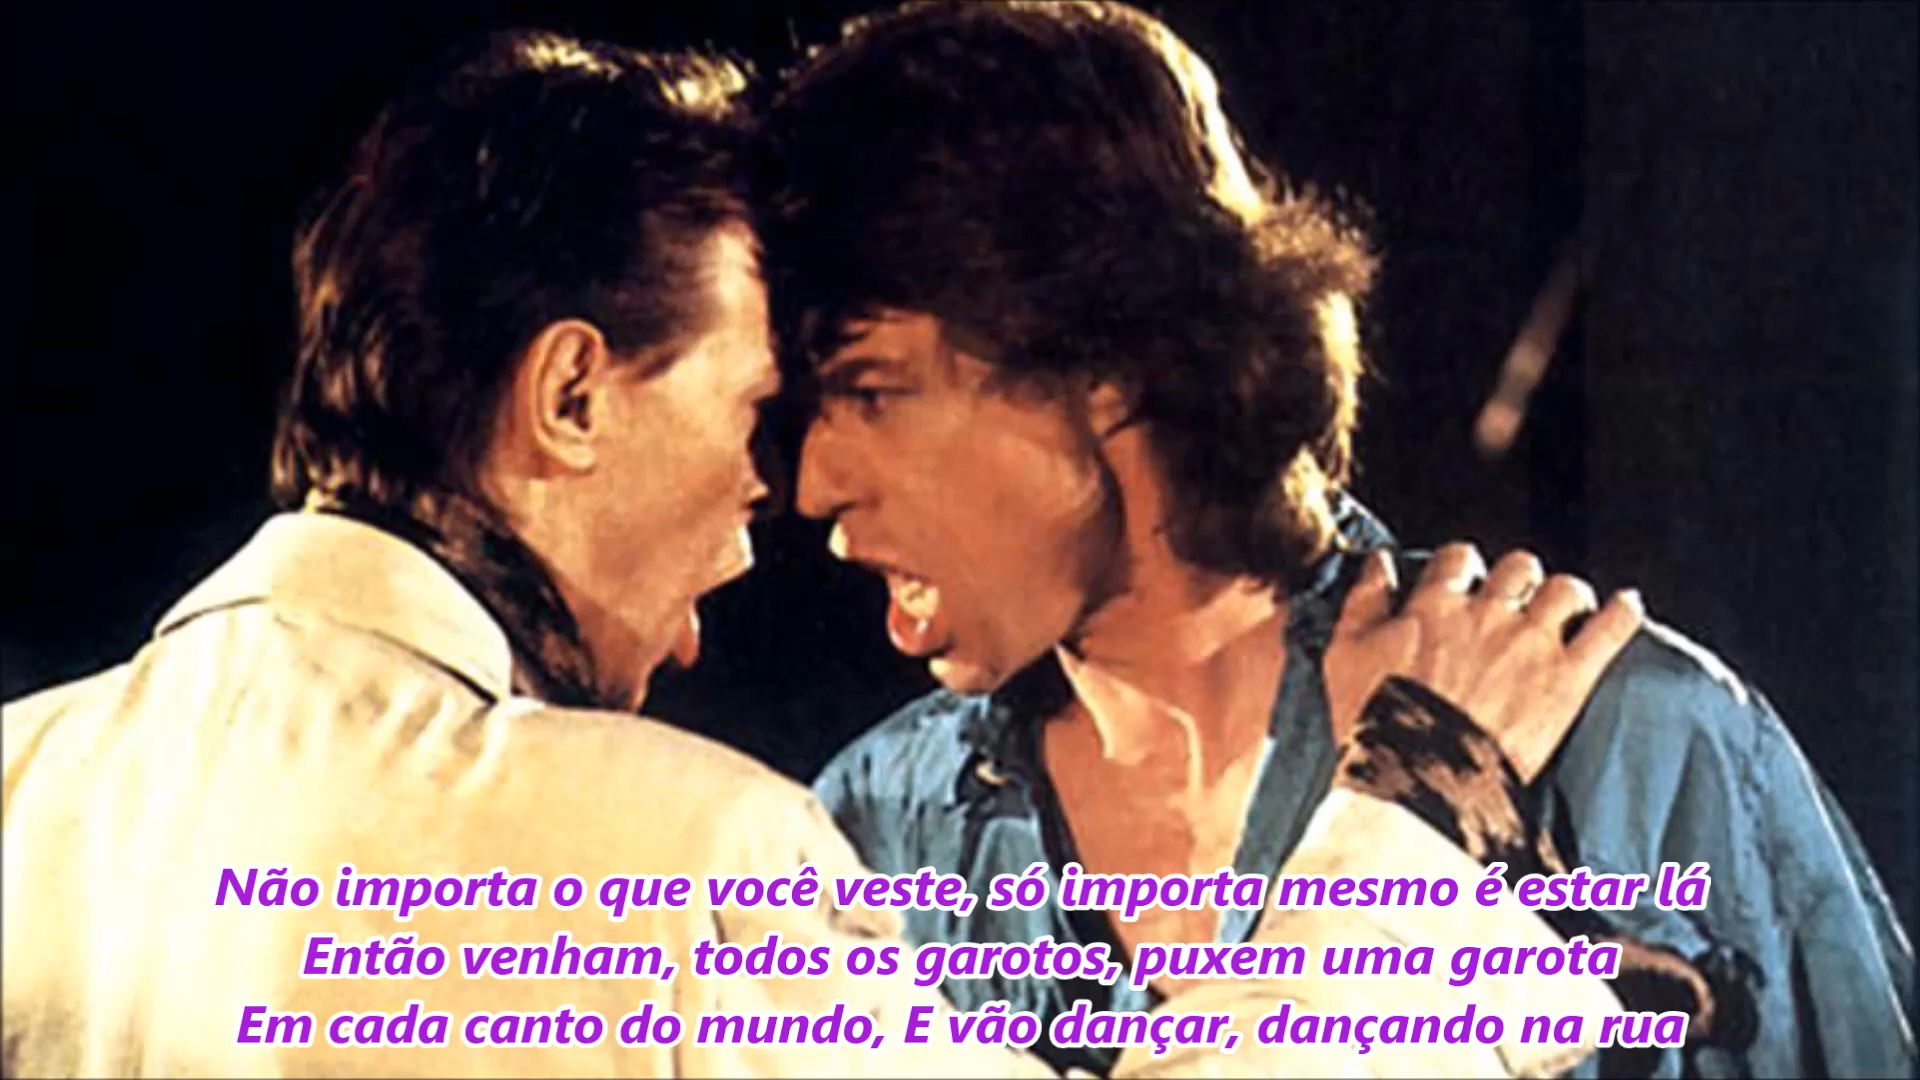 Não importa o que você veste, só importa mesmo é estar lá
Então venham, todos os garotos, puxem uma garota
Em cada canto do mundo, E vão dançar, dançando na rua